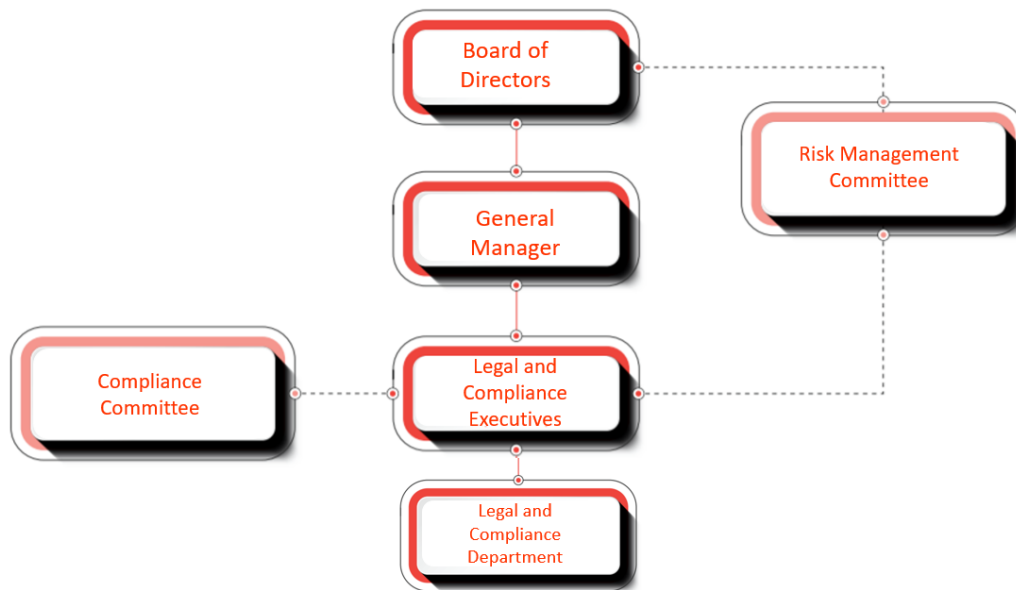 Board of
Directors
Risk Management
Committee
General
Manager
Compliance
Committee
Legal and
Compliance
Executives
Legal and
Compliance
Department